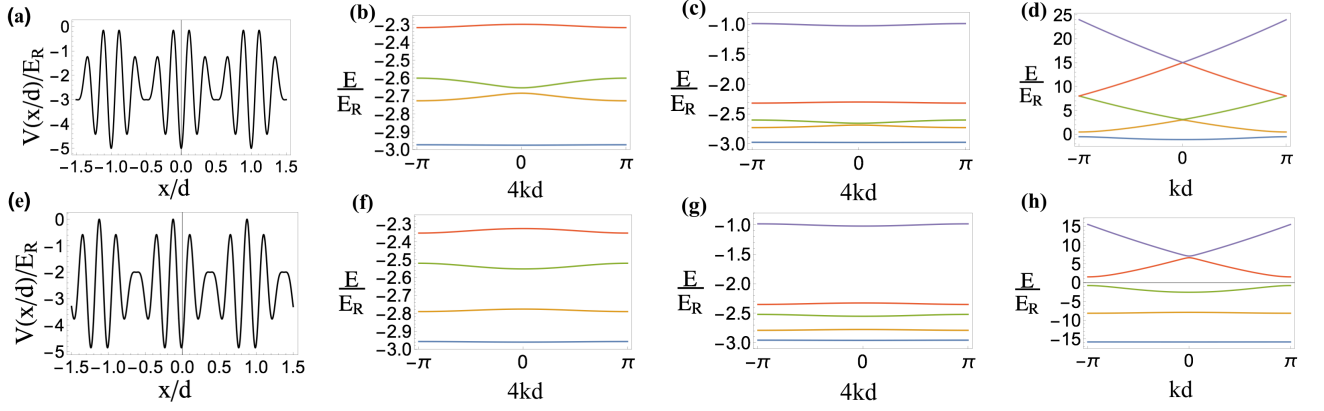 (a)
V(x/d)/E_R
0
-1
-2
-3
-4
-5
-1.5 -1.0 -0.5 0.0 0.5 1.0 1.5
x/d
(b)
E/E_R
-2.3
-2.4
-2.5
-2.6
-2.7
-2.8
-2.9
-3.0
-π 0 π
4kd
(c)
E/E_R
-1.0
-1.5
-2.0
-2.5
-3.0
-π 0 π
4kd
(d)
E/E_R
25
20
15
10
5
0
-π 0 π
kd
(e)
V(x/d)/E_R
0
-1
-2
-3
-4
-5
-1.5 -1.0 -0.5 0.0 0.5 1.0 1.5
x/d
(f)
E/E_R
-2.3
-2.4
-2.5
-2.6
-2.7
-2.8
-2.9
-3.0
-π 0 π
4kd
(g)
E/E_R
-1.0
-1.5
-2.0
-2.5
-3.0
-π 0 π
4kd
(h)
E/E_R
15
10
5
0
-5
-10
-15
-π 0 π
kd